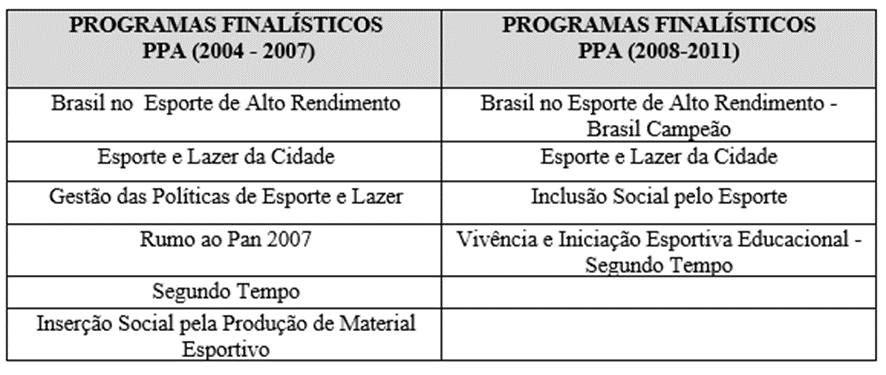 PROGRAMAS FINALÍSTICOS
PPA (2004 - 2007)
PROGRAMAS FINALÍSTICOS
PPA (2008-2011)
Brasil no Esporte de Alto Rendimento
Brasil no Esporte de Alto Rendimento -
Brasil Campeão
Esporte e Lazer da Cidade
Esporte e Lazer da Cidade
Gestão das Políticas de Esporte e Lazer
Inclusão Social pelo Esporte
Rumo ao Pan 2007
Vivência e Iniciação Esportiva Educacional -
Segundo Tempo
Segundo Tempo
Inserção Social pela Produção de Material
Esportivo